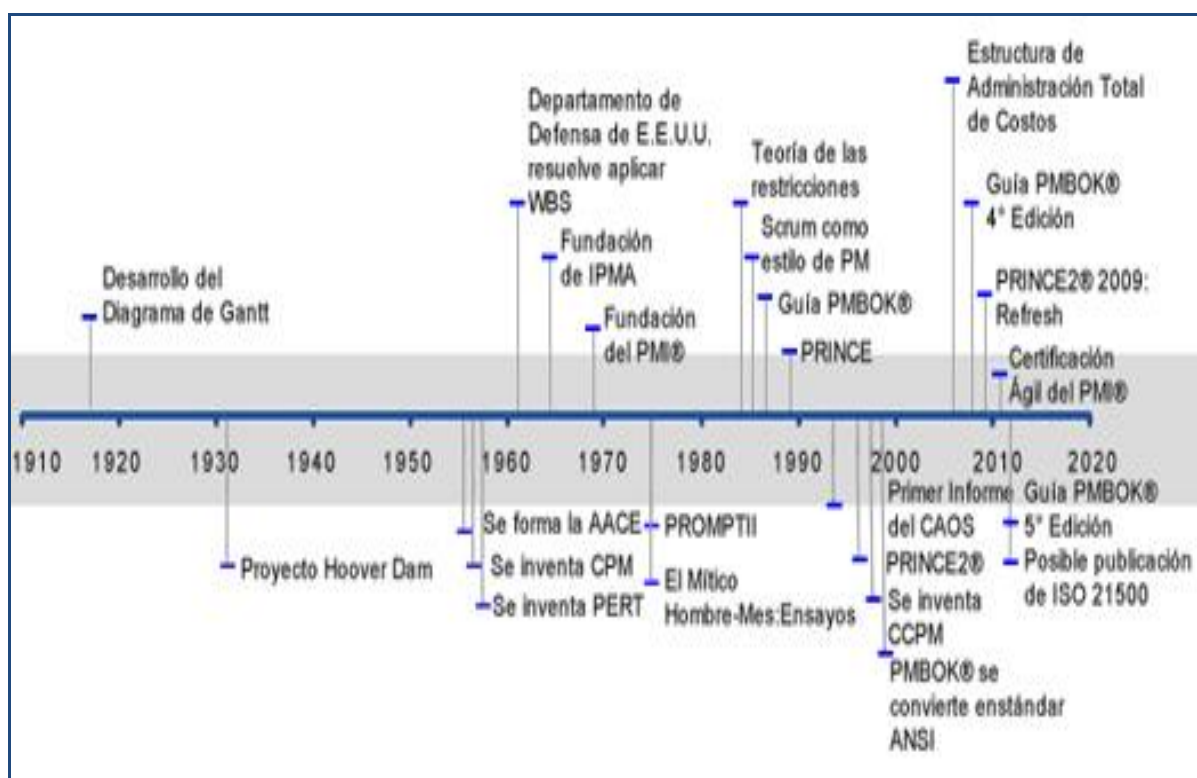 Estructura de
Administración Total
de Costos
Departamento de
Defensa de E.E.U.U.
resuelve aplicar
WBS
Teoría de las
restricciones
Guía PMBOK®
4° Edición
Fundación
de IPMA
Scrum como
estilo de PM
Desarrollo del
Diagrama de Gantt
Guía PMBOK®
PRINCE2® 2009:
Refresh
Fundación
del PMI®
PRINCE
Certificación
Ágil del PMI®
1910 1920 1930 1940 1950 1960 1970 1980 1990 2000 2010 2020
Proyecto Hoover Dam
Se forma la AACE
Se inventa CPM
Se inventa PERT
PROMPTII
El Mítico
Hombre-Mes:Ensayos
Primer Informe
del CAOS
PRINCE2®
Se inventa
CCPM
PMBOK® se
convierte enstándar
ANSI
Guía PMBOK®
5° Edición
Posible publicación
de ISO 21500